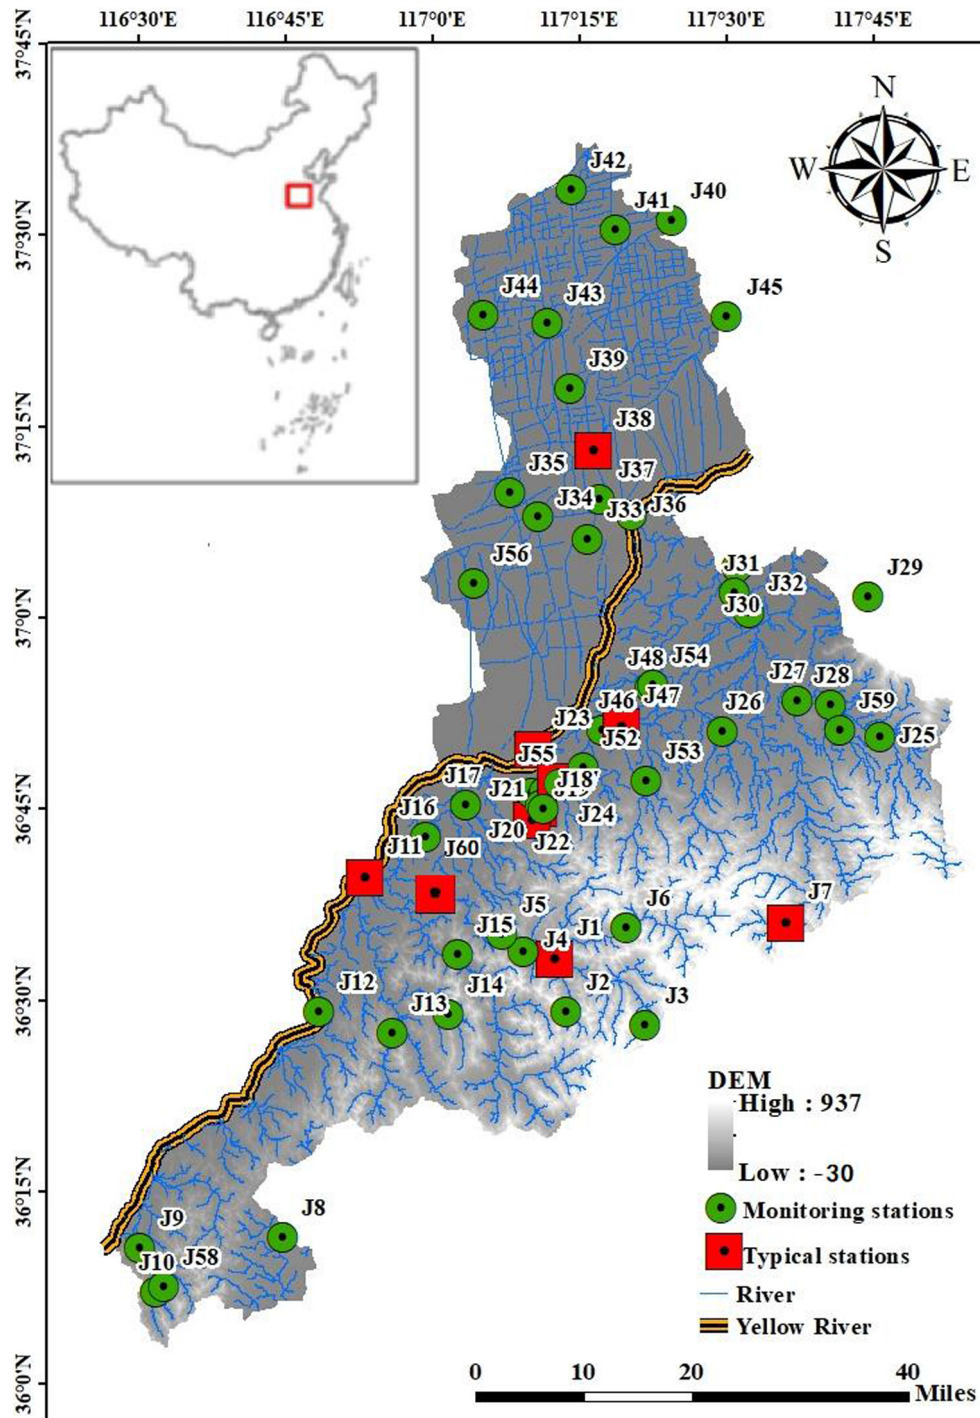 116°30'E 116°45'E 117°0'E 117°15'E 117°30'E 117°45'E
37°45'N
N
W E
S
J42
J41 J40
37°30'N
J44 J43 J45
J39
37°15'N
J38
J35 J37
J34 J33 J36
J56 J31 J32 J29
J30
37°0'N
J48 J54
J27 J28
J23 J46 J47 J26 J59
J52 J25
J55 J53
J17 J18
J21 J19
36°45'N
J16 J20 J24
J11 J60 J22
J7
J5 J6
J15 J4 J1
36°30'N
J12 J14 J2 J3
J13
DEM
High : 937
Low : -30
36°15'N
Monitoring stations
J9 J8
J10 J58
Typical stations
River
Yellow River
36°0'N
0 10 20 40
Miles